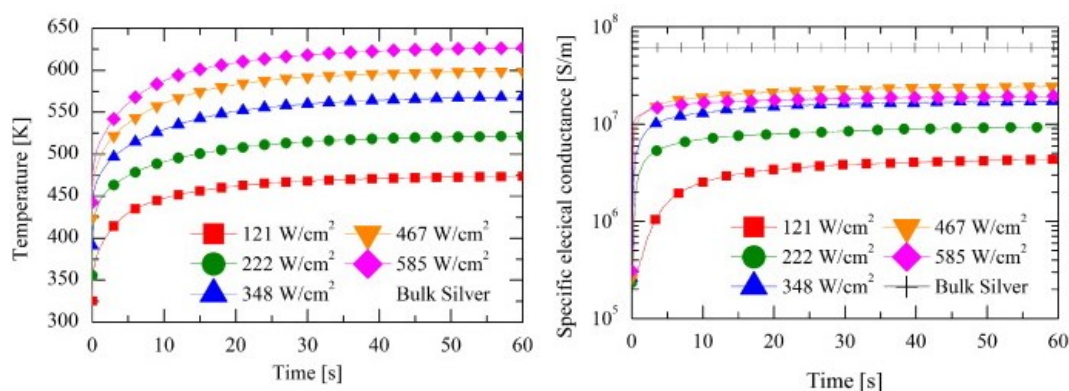 650
600
550
500
450
400
350
300
0 10 20 30 40 50 60
Temperature [K]
Time [s]
121 W/cm²
222 W/cm²
348 W/cm²
467 W/cm²
585 W/cm²
Bulk Silver
10⁸
10⁷
10⁶
10⁵
0 10 20 30 40 50 60
Specific elecical conductance [S/m]
Time [s]
121 W/cm²
222 W/cm²
348 W/cm²
467 W/cm²
585 W/cm²
Bulk Silver